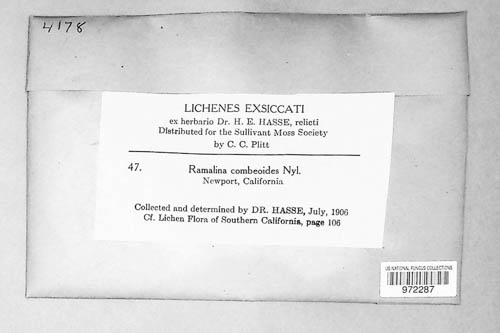 4178
LICHENES EXSICCATI
ex herbario Dr. H. E. HASSE, relicti
Distributed for the Sullivant Moss Society
by C. C. Plitt
47. Ramalina combeoides Nyl.
Newport, California
Collected and determined by DR. HASSE, July, 1906
Cf. Lichen Flora of Southern California, page 106
US NATIONAL FUNGUS COLLECTIONS
972287